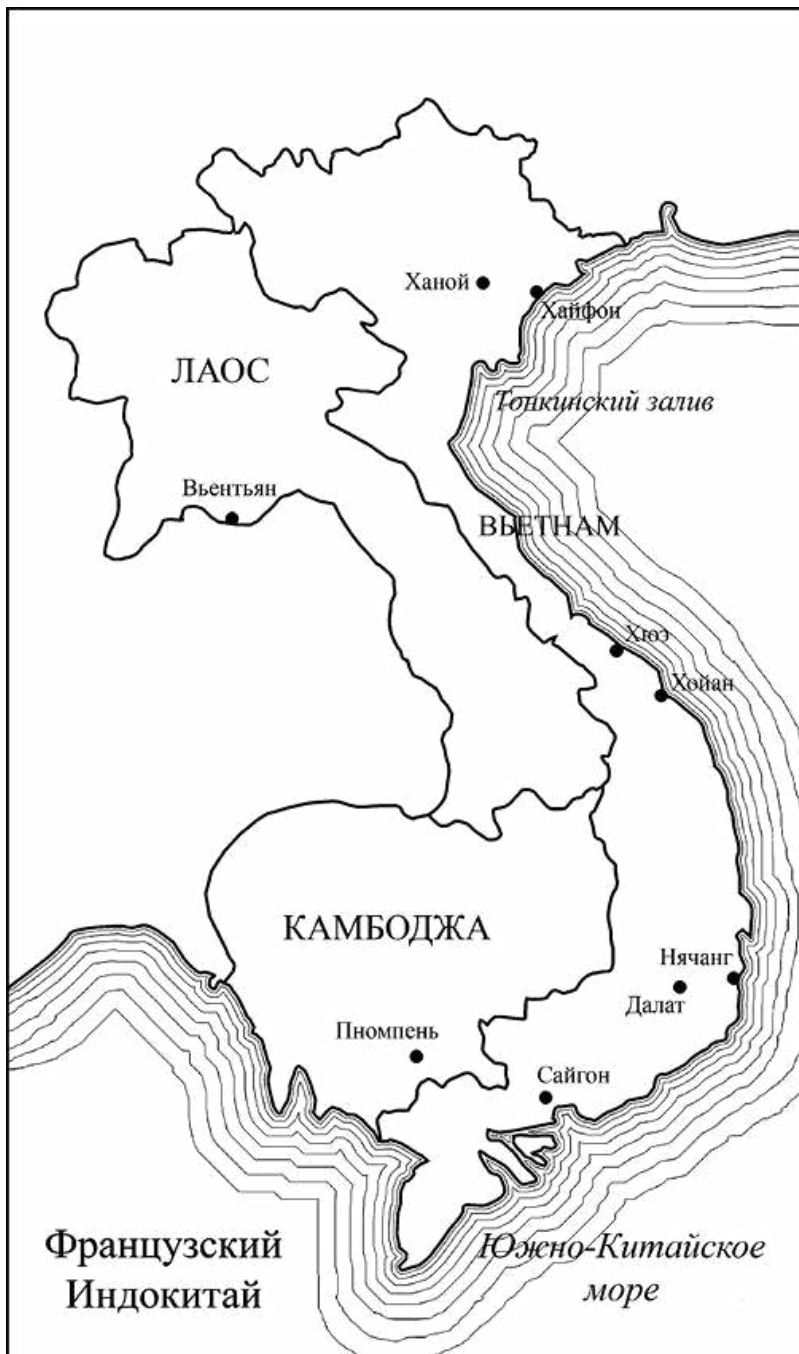 Ханой
Хайфон
ЛАОС
Тонкинский залив
Вьентьян
ВЬЕТНАМ
Хюэ
Хойан
КАМБОДЖА
Нячанг
Далат
Пномпень
Сайгон
Французский
Индокитай
Южно-Китайское
море